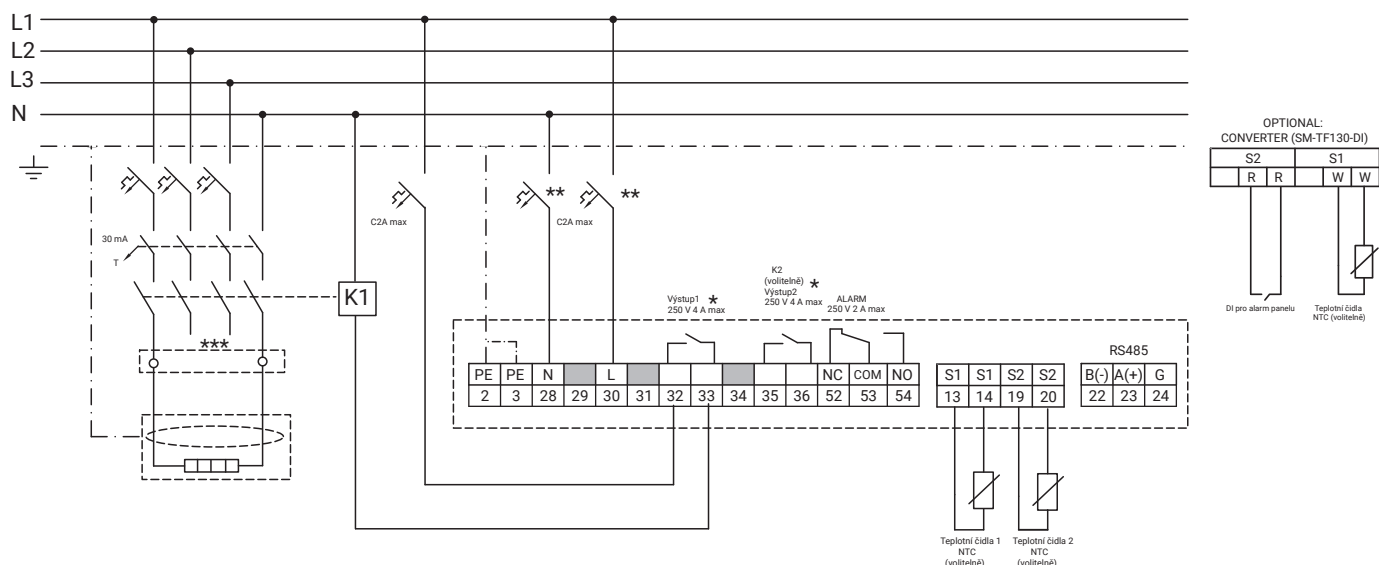 L1
L2
L3
N
30 mA
T
***
K1
C2A max
**
C2A max
**
Výstup1 *
250 V 4 A max
K2
(volitelně) *
Výstup2
250 V 4 A max
ALARM
250 V 2 A max
PE PE N L NC COM NO
2 3 28 29 30 31 32 33 34 35 36 52 53 54
S1 S1 S2 S2
13 14 19 20
RS485
B(-) A(+) G
22 23 24
Teplotní čidla 1
NTC
(volitelně)
Teplotní čidla 2
NTC
(volitelně)
OPTIONAL:
CONVERTER (SM-TF130-DI)
S2 S1
R R W W
DI pro alarm panelu
Teplotní čidla
NTC (volitelně)